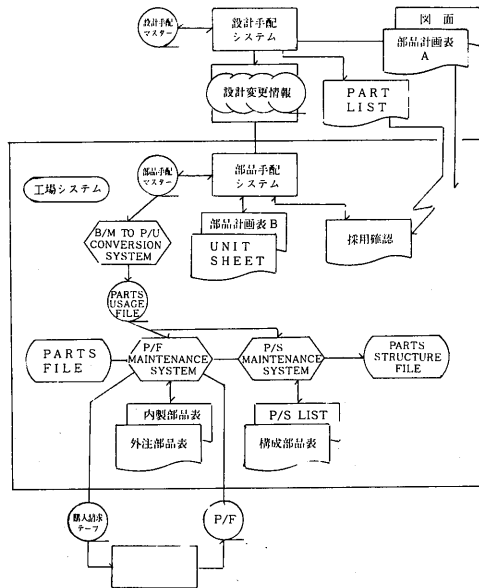 設計手配
マスター
設計手配
システム
図面
部品計画表
A
設計変更情報
PART
LIST
工場システム
部品手配
マスター
部品手配
システム
B/M TO P/U
CONVERSION
SYSTEM
部品計画表 B
UNIT
SHEET
採用確認
PARTS
USAGE
FILE
PARTS
FILE
P/F
MAINTENANCE
SYSTEM
P/S
MAINTENANCE
SYSTEM
PARTS
STRUCTURE
FILE
内製部品表
外注部品表
P/S LIST
構成部品表
購入請求
テープ
P/F